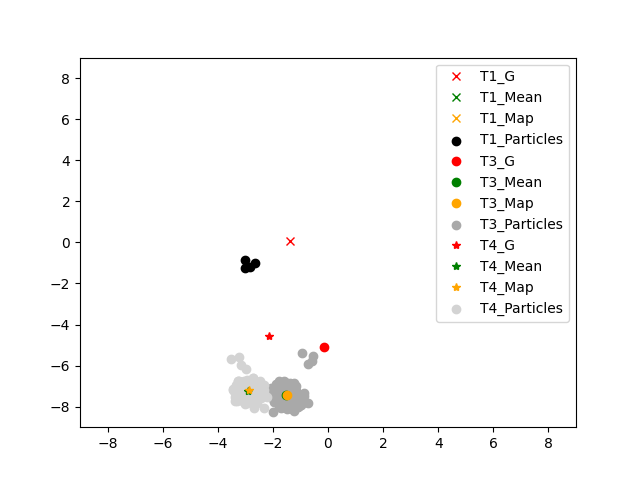 8
6
4
2
0
−2
−4
−6
−8
−8
−6
−4
−2
0
2
4
6
8
T1_G
T1_Mean
T1_Map
T1_Particles
T3_G
T3_Mean
T3_Map
T3_Particles
T4_G
T4_Mean
T4_Map
T4_Particles